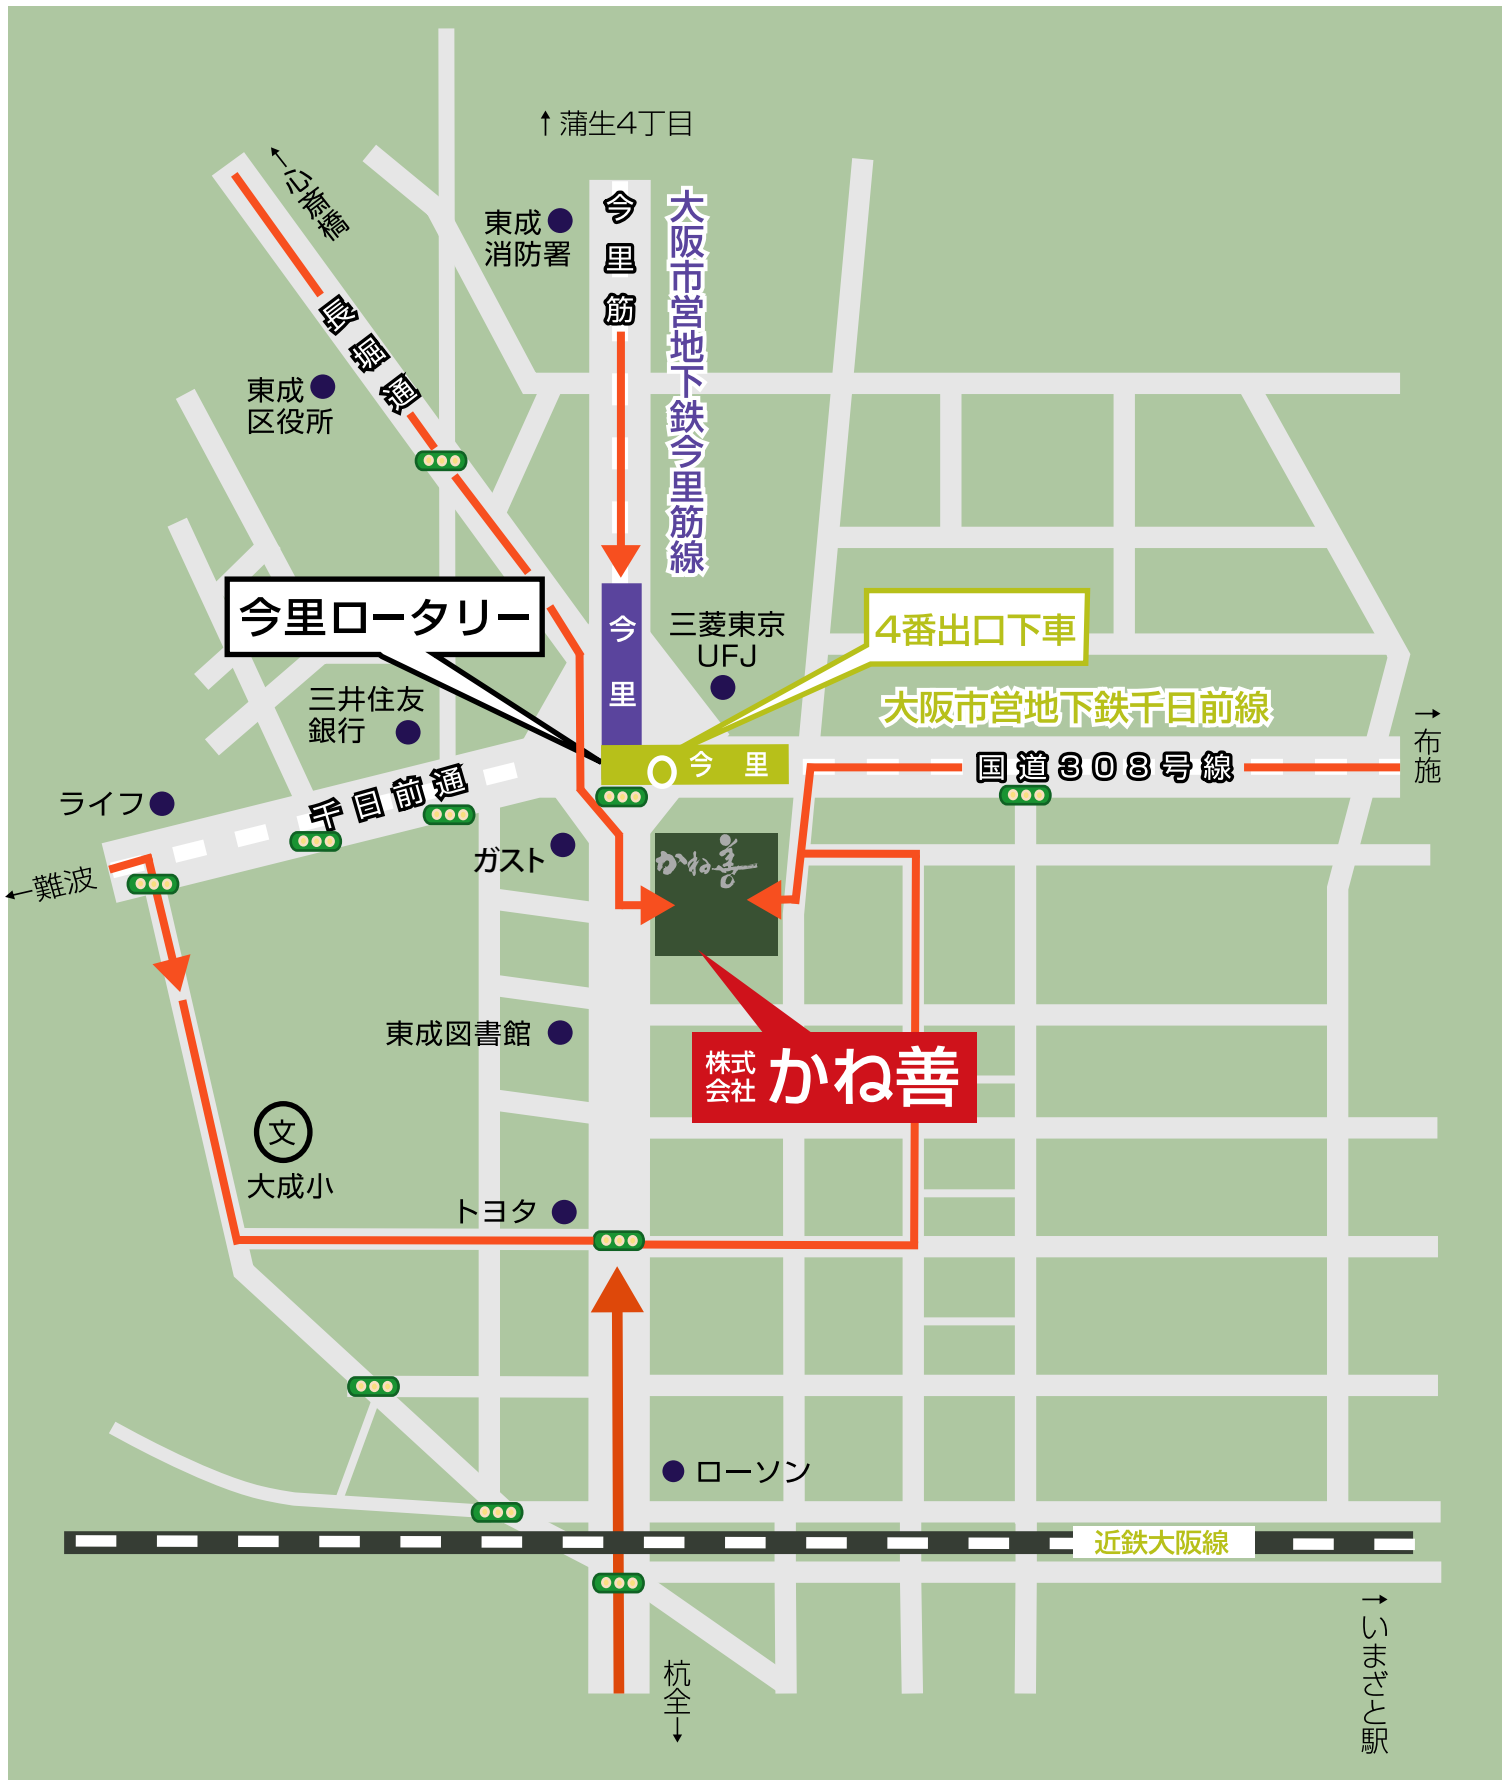 ↑蒲生4丁目
←心斎橋
東成
消防署
今里筋
大阪市営地下鉄今里筋線
長堀通
東成
区役所
今里ロータリー
今里
三菱東京
UFJ
4番出口下車
大阪市営地下鉄千日前線
→布施
三井住友
銀行
今里
国道308号線
千日前通
ライフ
←難波
ガスト
かね善
東成図書館
株式
会社
かね善
文
大成小
トヨタ
ローソン
近鉄大阪線
→いまざと駅
杭全→